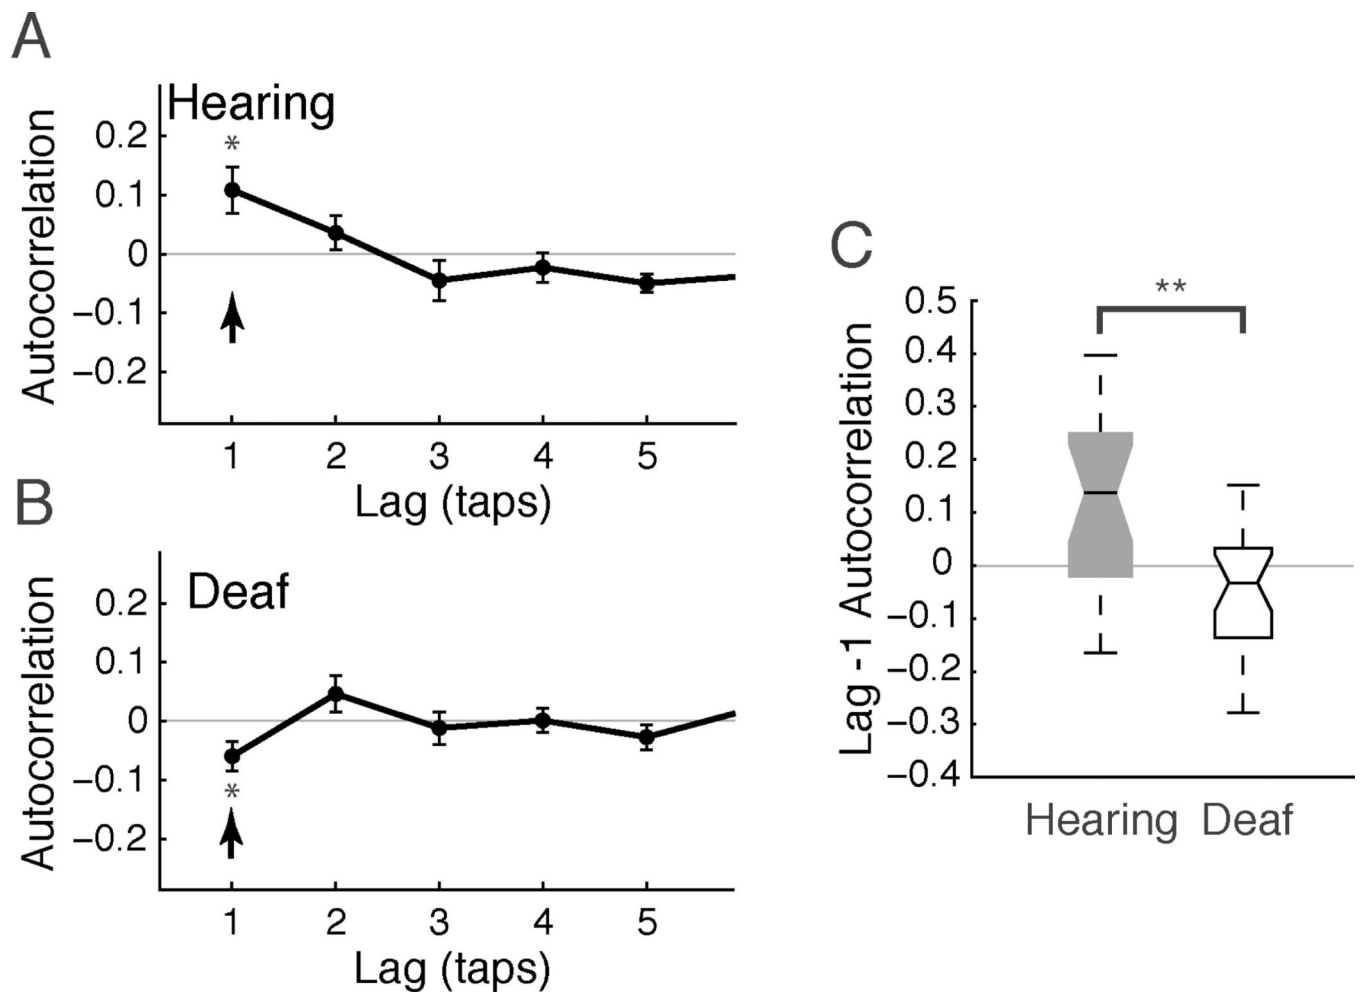 A
Hearing
Autocorrelation
0.2
*
0.1
0
−0.1
−0.2
1 2 3 4 5
Lag (taps)
B
Deaf
Autocorrelation
0.2
0.1
0
−0.1
*
−0.2
1 2 3 4 5
Lag (taps)
C
**
Lag -1 Autocorrelation
0.5
0.4
0.3
0.2
0.1
0
−0.1
−0.2
−0.3
−0.4
Hearing Deaf